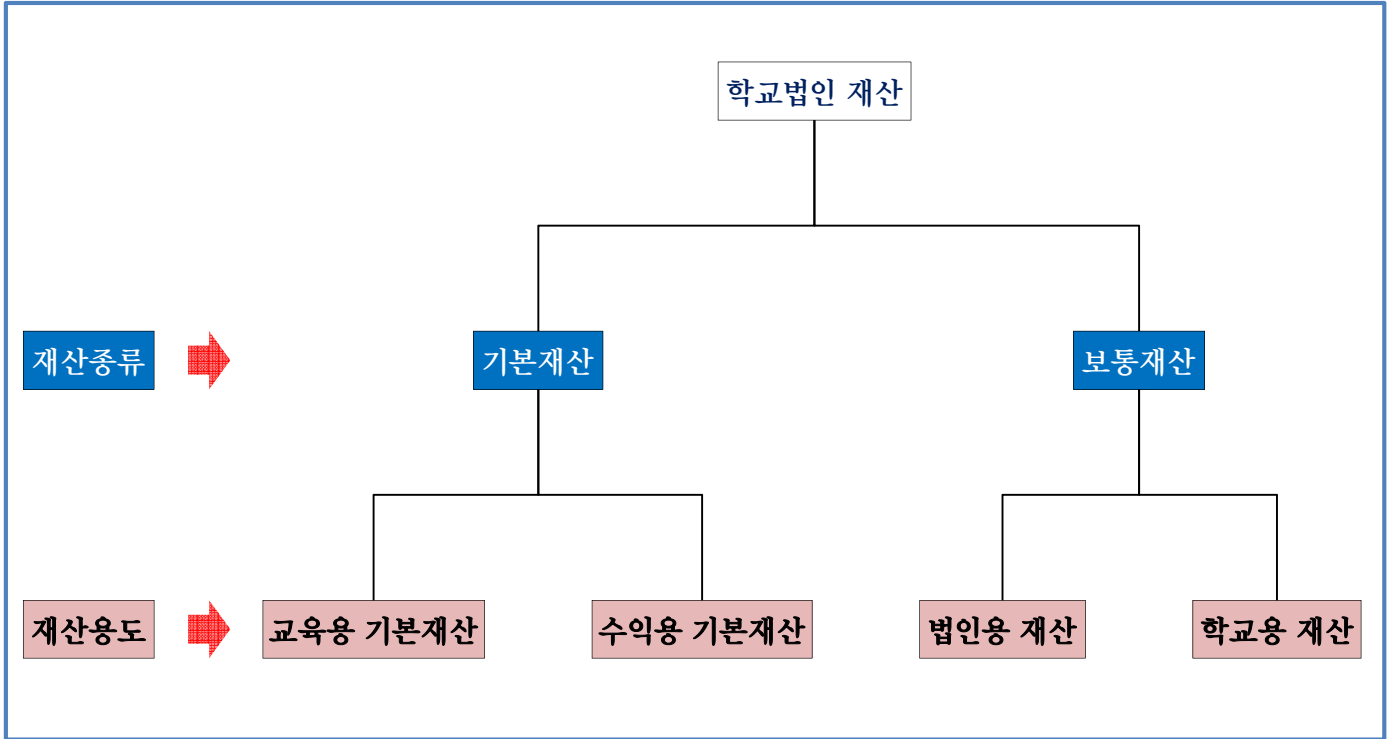 학교법인 재산
재산종류
기본재산
보통재산
재산용도
교육용 기본재산
수익용 기본재산
법인용 재산
학교용 재산